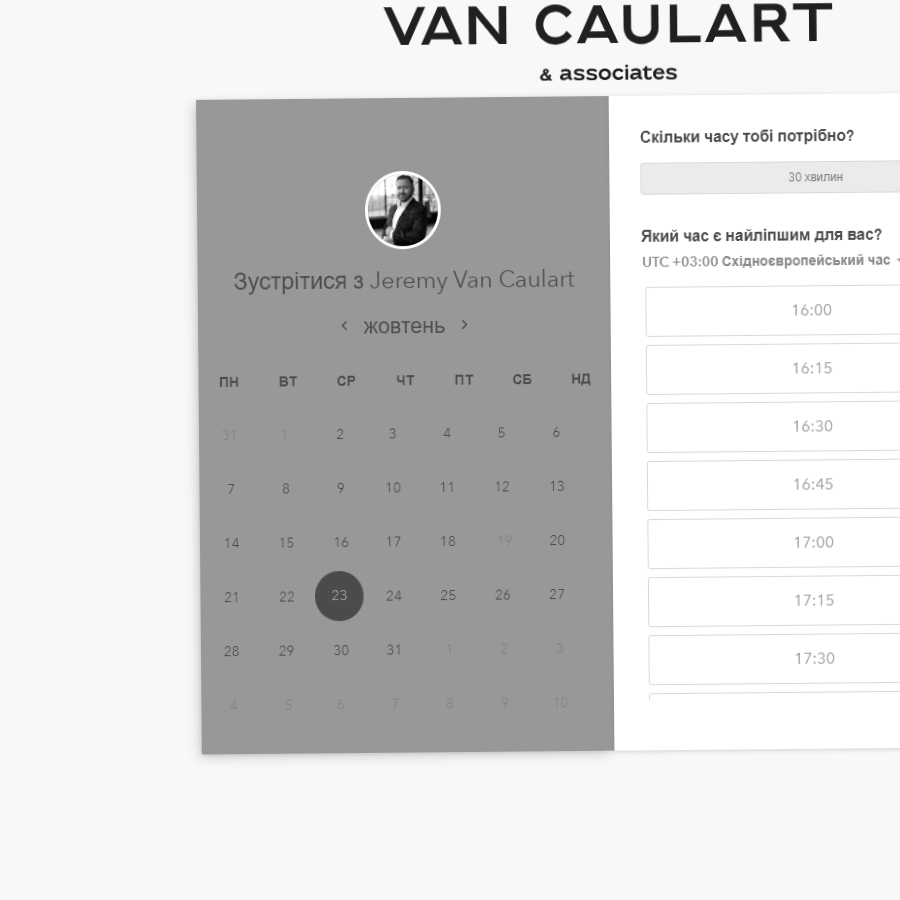 VAN CAULART
& associates
Зустрітися з Jeremy Van Caulart
‹ жовтень ›
ПН ВТ СР ЧТ ПТ СБ НД
31 1 2 3 4 5 6
7 8 9 10 11 12 13
14 15 16 17 18 19 20
21 22 23 24 25 26 27
28 29 30 31 1 2 3
4 5 6 7 8 9 10
Скільки часу тобі потрібно?
30 хвилин
Який час є найліпшим для вас?
UTC +03:00 Східноєвропейський час
16:00
16:15
16:30
16:45
17:00
17:15
17:30